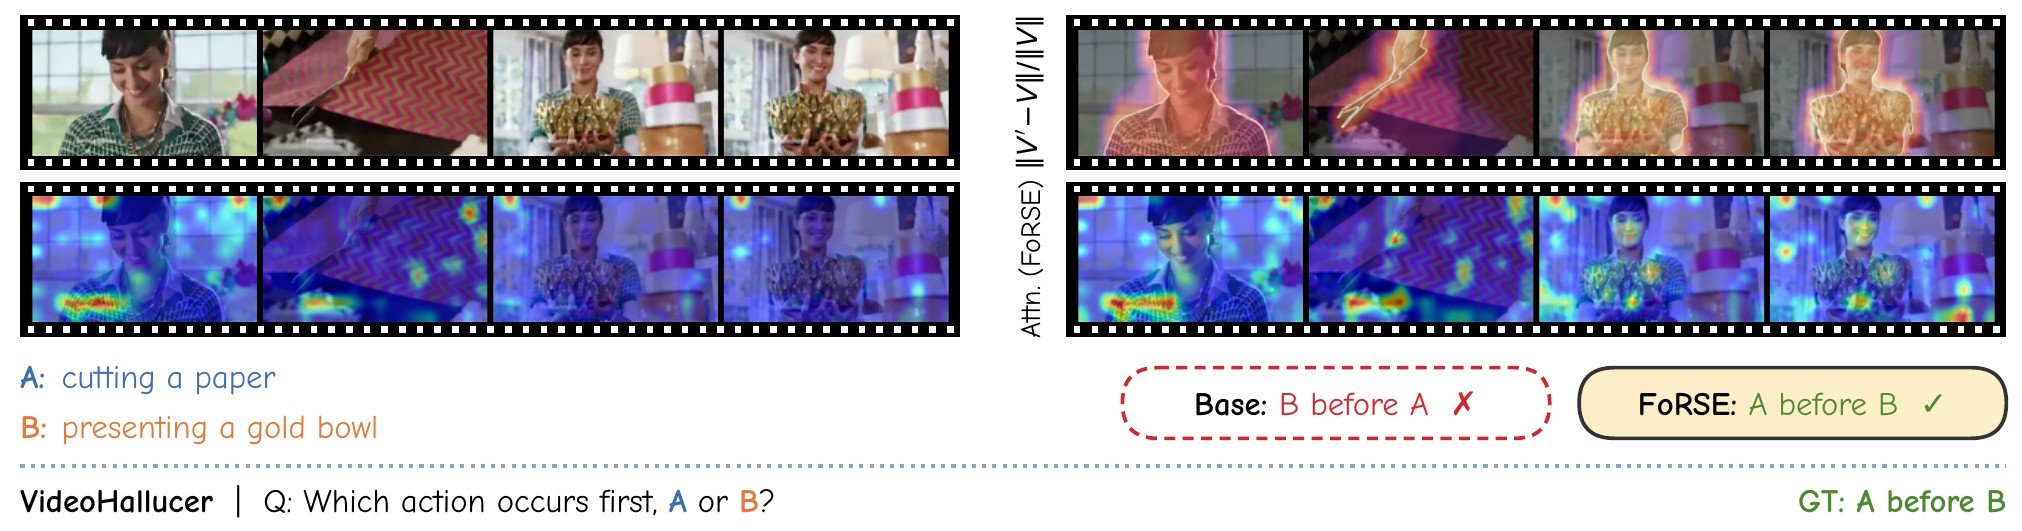 ‖V′−V‖/‖V‖
Attn. (FoRSE)
A: cutting a paper
B: presenting a gold bowl
Base: B before A ✗
FoRSE: A before B ✓
VideoHallucer | Q: Which action occurs first, A or B?
GT: A before B